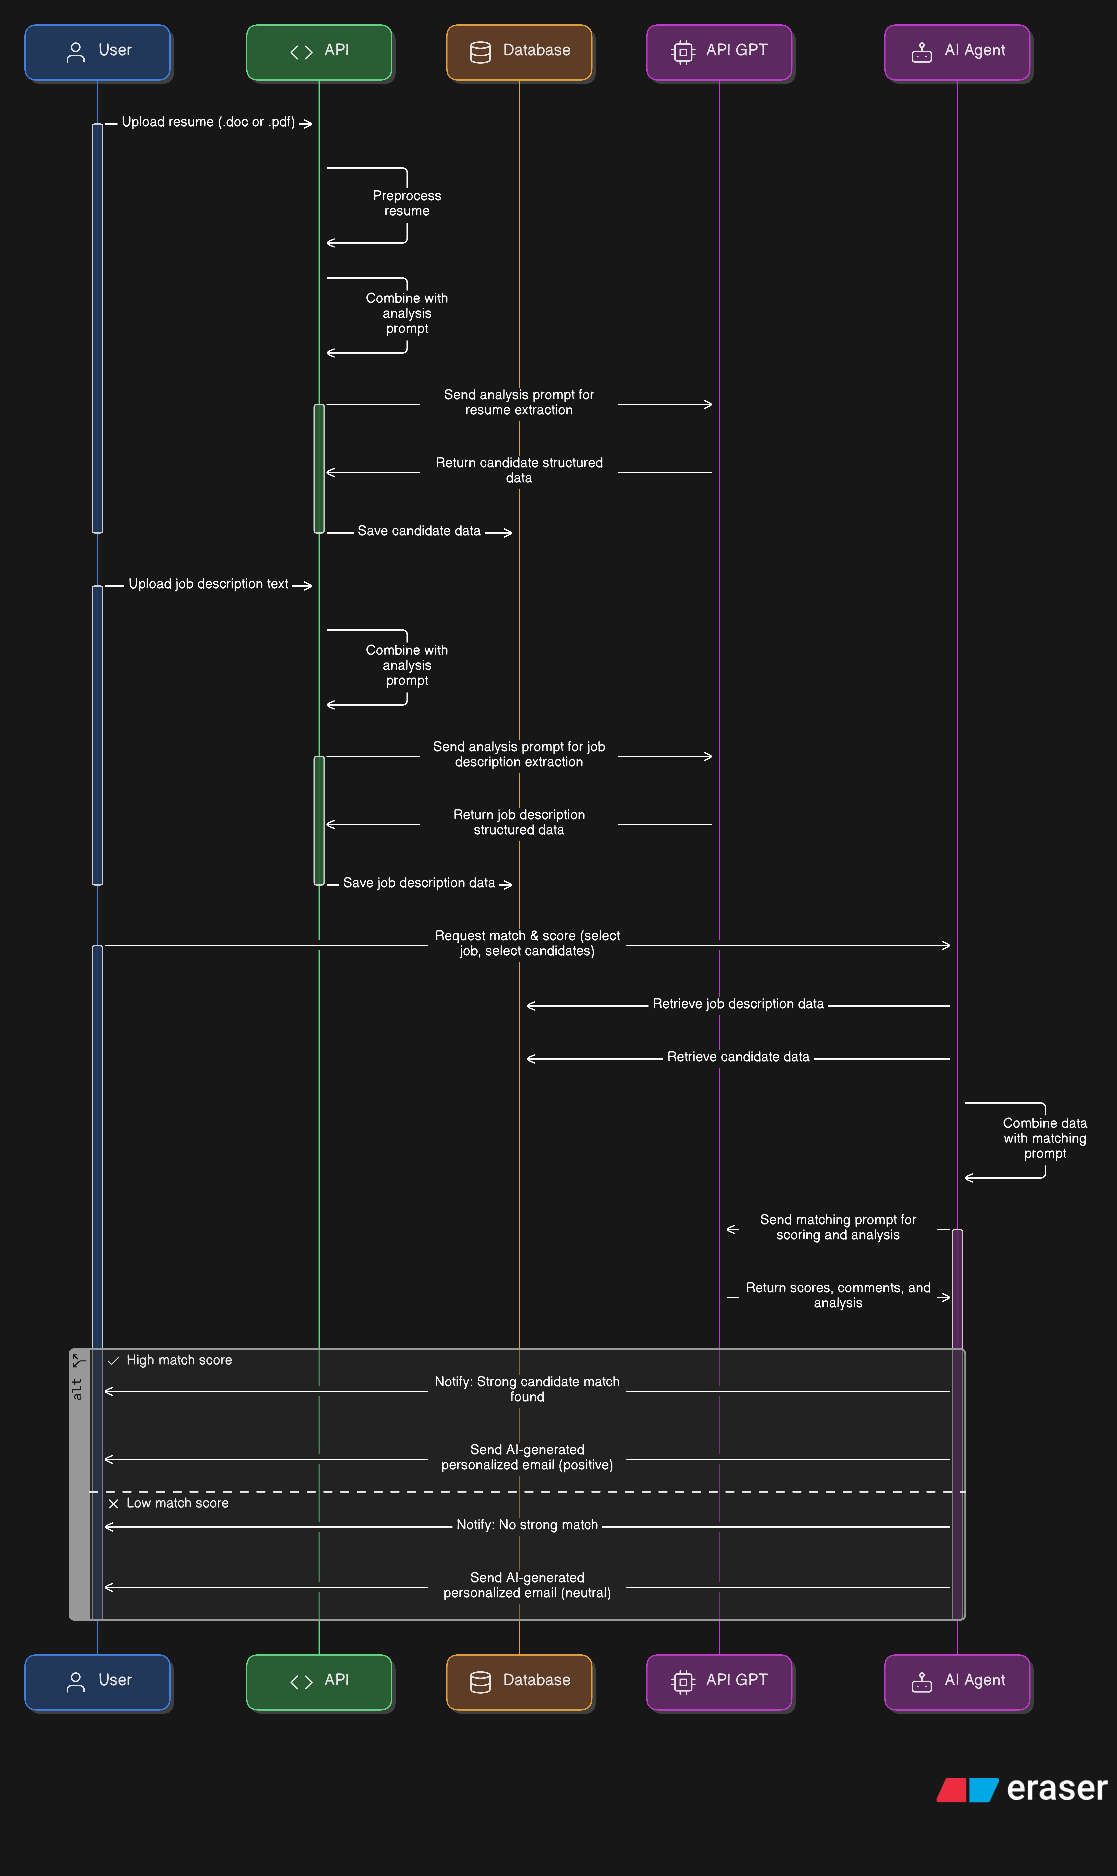 User
API
Database
API GPT
AI Agent
Upload resume (.doc or .pdf)
Preprocess
resume
Combine with
analysis
prompt
Send analysis prompt for
resume extraction
Return candidate structured
data
Save candidate data
Upload job description text
Combine with
analysis
prompt
Send analysis prompt for job
description extraction
Return job description
structured data
Save job description data
Request match & score (select
job, select candidates)
Retrieve job description data
Retrieve candidate data
Combine data
with matching
prompt
Send matching prompt for
scoring and analysis
Return scores, comments, and
analysis
alt
High match score
Notify: Strong candidate match
found
Send AI-generated
personalized email (positive)
Low match score
Notify: No strong match
Send AI-generated
personalized email (neutral)
User
API
Database
API GPT
AI Agent
eraser